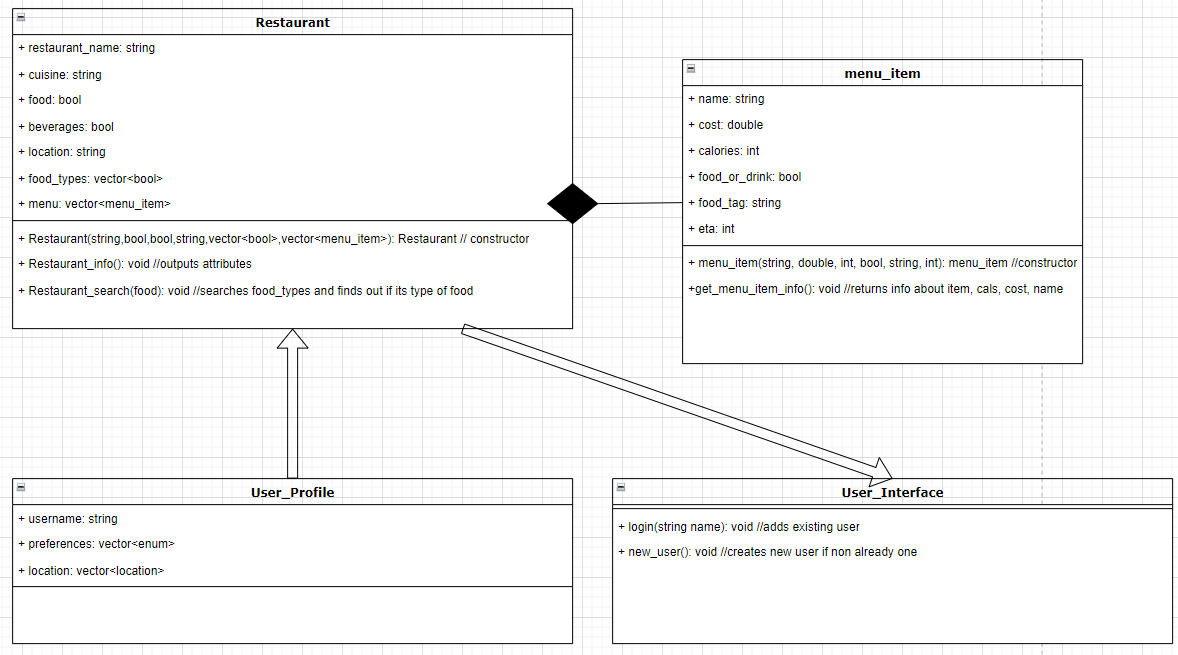 Restaurant
+ restaurant_name: string
+ cuisine: string
+ food: bool
+ beverages: bool
+ location: string
+ food_types: vector<bool>
+ menu: vector<menu_item>
+ Restaurant(string,bool,bool,string,vector<bool>,vector<menu_item>): Restaurant // constructor
+ Restaurant_info(): void //outputs attributes
+ Restaurant_search(food): void //searches food_types and finds out if its type of food
menu_item
+ name: string
+ cost: double
+ calories: int
+ food_or_drink: bool
+ food_tag: string
+ eta: int
+ menu_item(string, double, int, bool, string, int): menu_item //constructor
+get_menu_item_info(): void //returns info about item, cals, cost, name
User_Profile
+ username: string
+ preferences: vector<enum>
+ location: vector<location>
User_Interface
+ login(string name): void //adds existing user
+ new_user(): void //creates new user if non already one